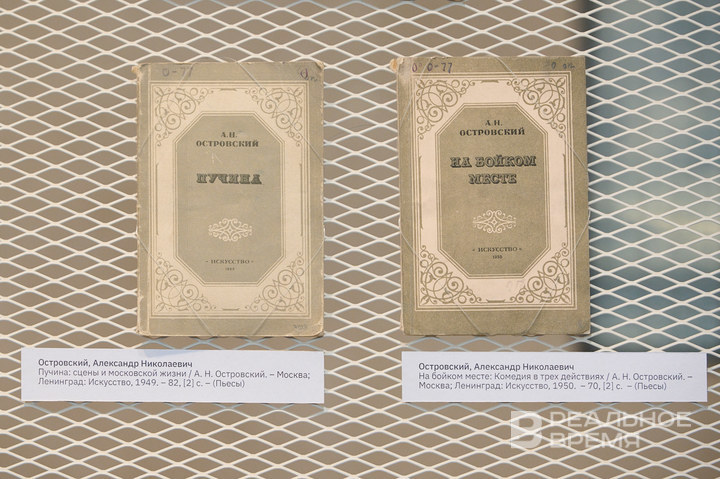 О-77
А.Н.
ОСТРОВСКИЙ
ПУЧИНА
«ИСКУССТВО»
Островский, Александр Николаевич
Пучина: сцены и московской жизни / А. Н. Островский. – Москва;
Ленинград: Искусство, 1949. – 82, [2] с. – (Пьесы)
О-77
А.Н.
ОСТРОВСКИЙ
НА БОЙКОМ
МЕСТЕ
«ИСКУССТВО»
Островский, Александр Николаевич
На бойком месте: Комедия в трех действиях / А. Н. Островский. –
Москва; Ленинград: Искусство, 1950. – 70, [2] с. – (Пьесы)
РЕАЛЬНОЕ
ВРЕМЯ